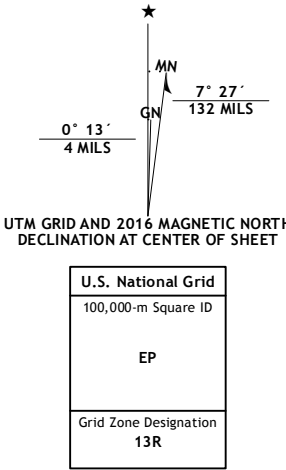 MN
7° 27´
132 MILS
GN
0° 13´
4 MILS
UTM GRID AND 2016 MAGNETIC NORTH
DECLINATION AT CENTER OF SHEET
U.S. National Grid
100,000-m Square ID
EP
Grid Zone Designation
13R